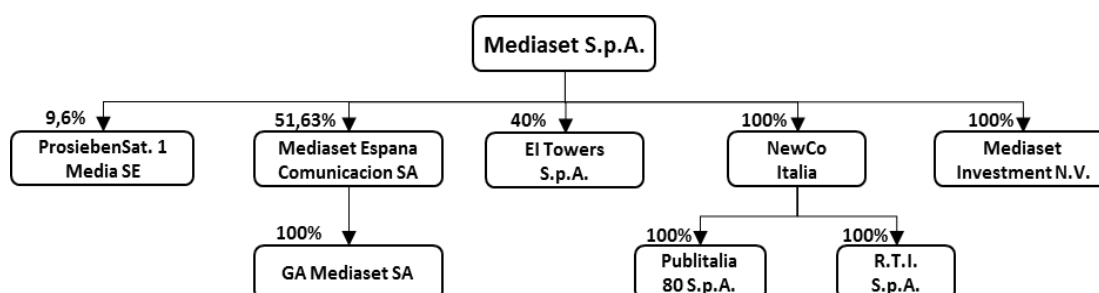 Mediaset S.p.A.
9,6%
51,63%
40%
100%
100%
ProsiebenSat. 1
Media SE
Mediaset Espana
Comunicacion SA
EI Towers
S.p.A.
NewCo
Italia
Mediaset
Investment N.V.
100%
100%
100%
GA Mediaset SA
Publitalia
80 S.p.A.
R.T.I.
S.p.A.